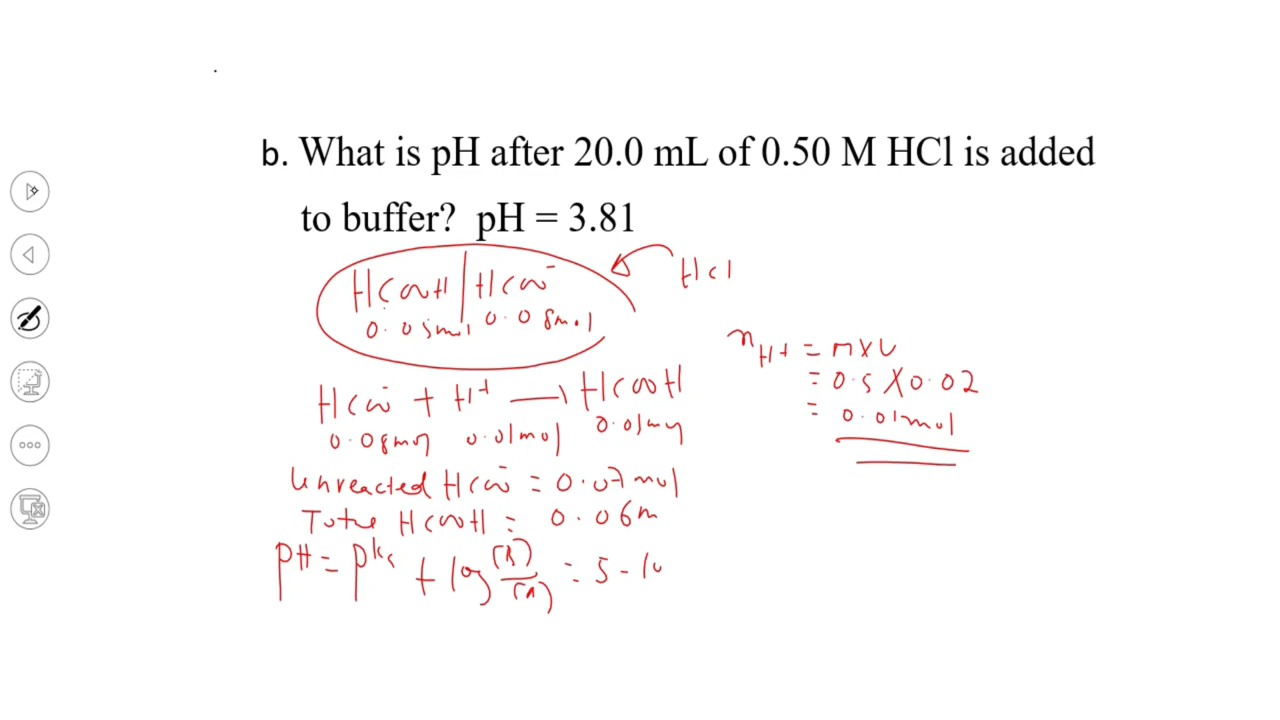 b. What is pH after 20.0 mL of 0.50 M HCl is added
to buffer? pH = 3.81
HCOOH | HCOO⁻
0.05mol 0.08mol
HCl
nH+ = M×V
= 0.5 × 0.02
= 0.01mol
HCOO⁻ + H+ → HCOOH
0.08mol 0.01mol 0.01mol
Unreacted HCOO⁻ = 0.07mol
HCOOH = 0.06m
pH = pKa + log = 5 - lo